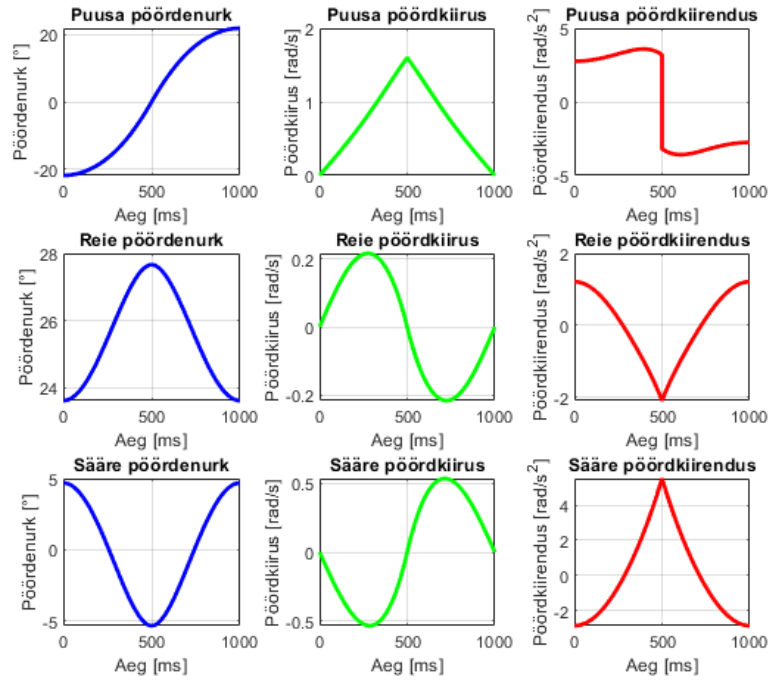 Puusa pöördenurk
Pöördenurk [°]
20
0
-20
0
500
1000
Aeg [ms]
Puusa pöördkiirus
Pöördkiirus [rad/s]
2
1
0
0
500
1000
Aeg [ms]
Puusa pöördkiirendus
Pöördkiirendus [rad/s²]
5
0
-5
0
500
1000
Aeg [ms]
Reie pöördenurk
Pöördenurk [°]
28
26
24
0
500
1000
Aeg [ms]
Reie pöördkiirus
Pöördkiirus [rad/s]
0.2
0
-0.2
0
500
1000
Aeg [ms]
Reie pöördkiirendus
Pöördkiirendus [rad/s²]
2
0
-2
0
500
1000
Aeg [ms]
Sääre pöördenurk
Pöördenurk [°]
5
0
-5
0
500
1000
Aeg [ms]
Sääre pöördkiirus
Pöördkiirus [rad/s]
0.5
0
-0.5
0
500
1000
Aeg [ms]
Sääre pöördkiirendus
Pöördkiirendus [rad/s²]
4
2
0
-2
0
500
1000
Aeg [ms]